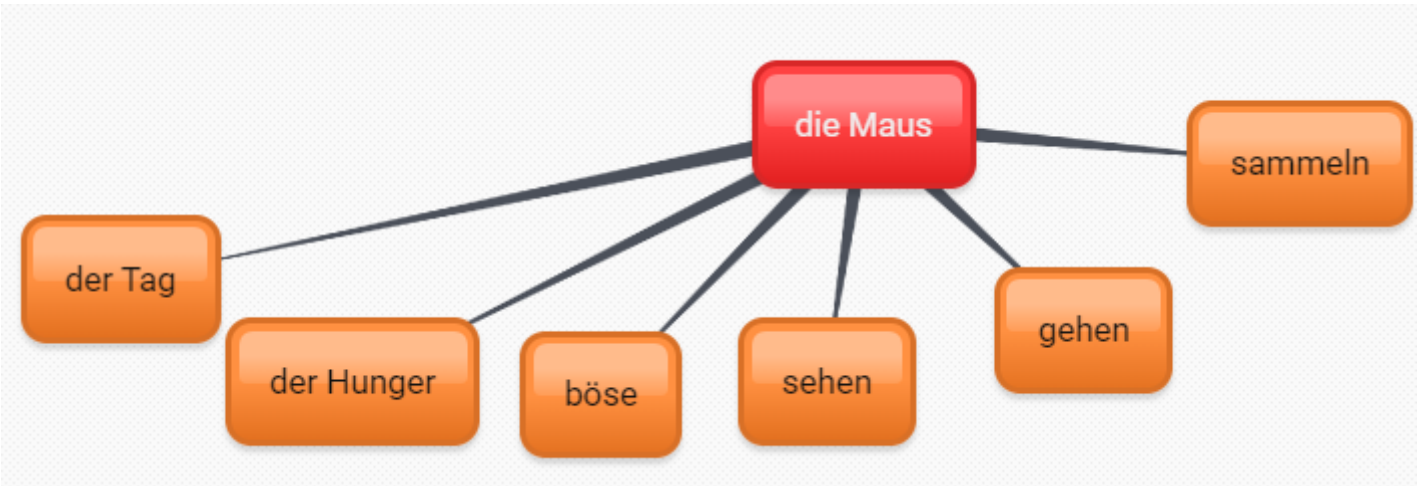 die Maus
sammeln
der Tag
gehen
der Hunger
sehen
böse